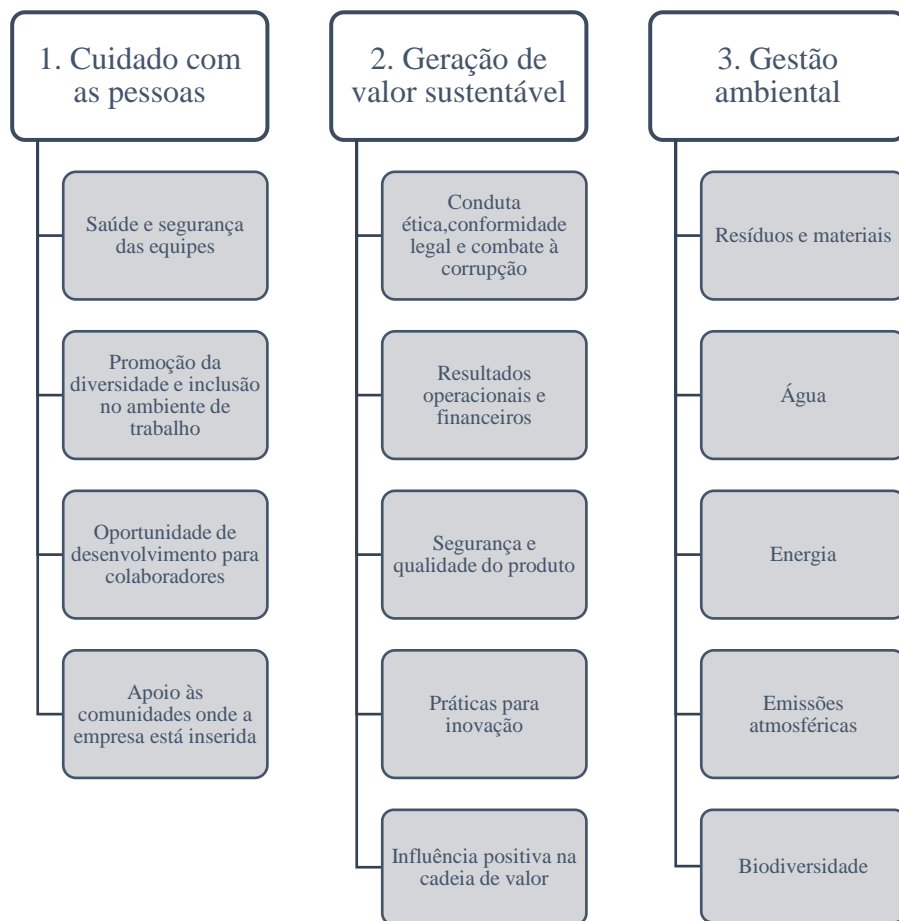 1. Cuidado com
as pessoas
Saúde e segurança
das equipes
Promoção da
diversidade e inclusão
no ambiente de
trabalho
Oportunidade de
desenvolvimento para
colaboradores
Apoio às
comunidades onde a
empresa está inserida
2. Geração de
valor sustentável
Conduta
ética,conformidade
legal e combate à
corrupção
Resultados
operacionais e
financeiros
Segurança e
qualidade do produto
Práticas para
inovação
Influência positiva na
cadeia de valor
3. Gestão
ambiental
Resíduos e materiais
Água
Energia
Emissões
atmosféricas
Biodiversidade